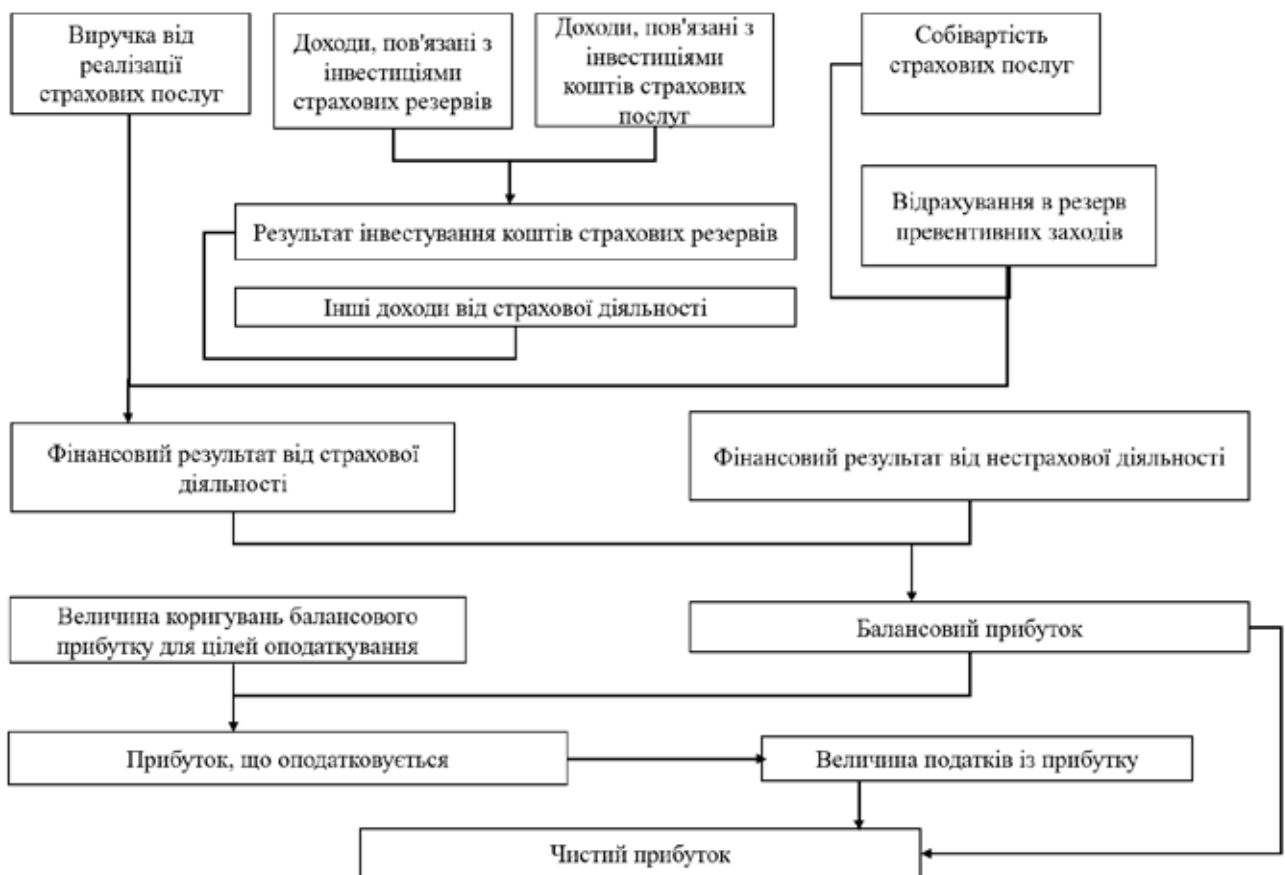 Виручка від
реалізації
страхових послуг
Доходи, пов'язані з
інвестиціями
страхових резервів
Доходи, пов'язані з
інвестиціями
коштів страхових
послуг
Собівартість
страхових послуг
Відрахування в резерв
превентивних заходів
Результат інвестування коштів страхових резервів
Інші доходи від страхової діяльності
Фінансовий результат від страхової
діяльності
Фінансовий результат від нестрахової діяльності
Величина коригувань балансового
прибутку для цілей оподаткування
Балансовий прибуток
Прибуток, що оподатковується
Величина податків із прибутку
Чистий прибуток